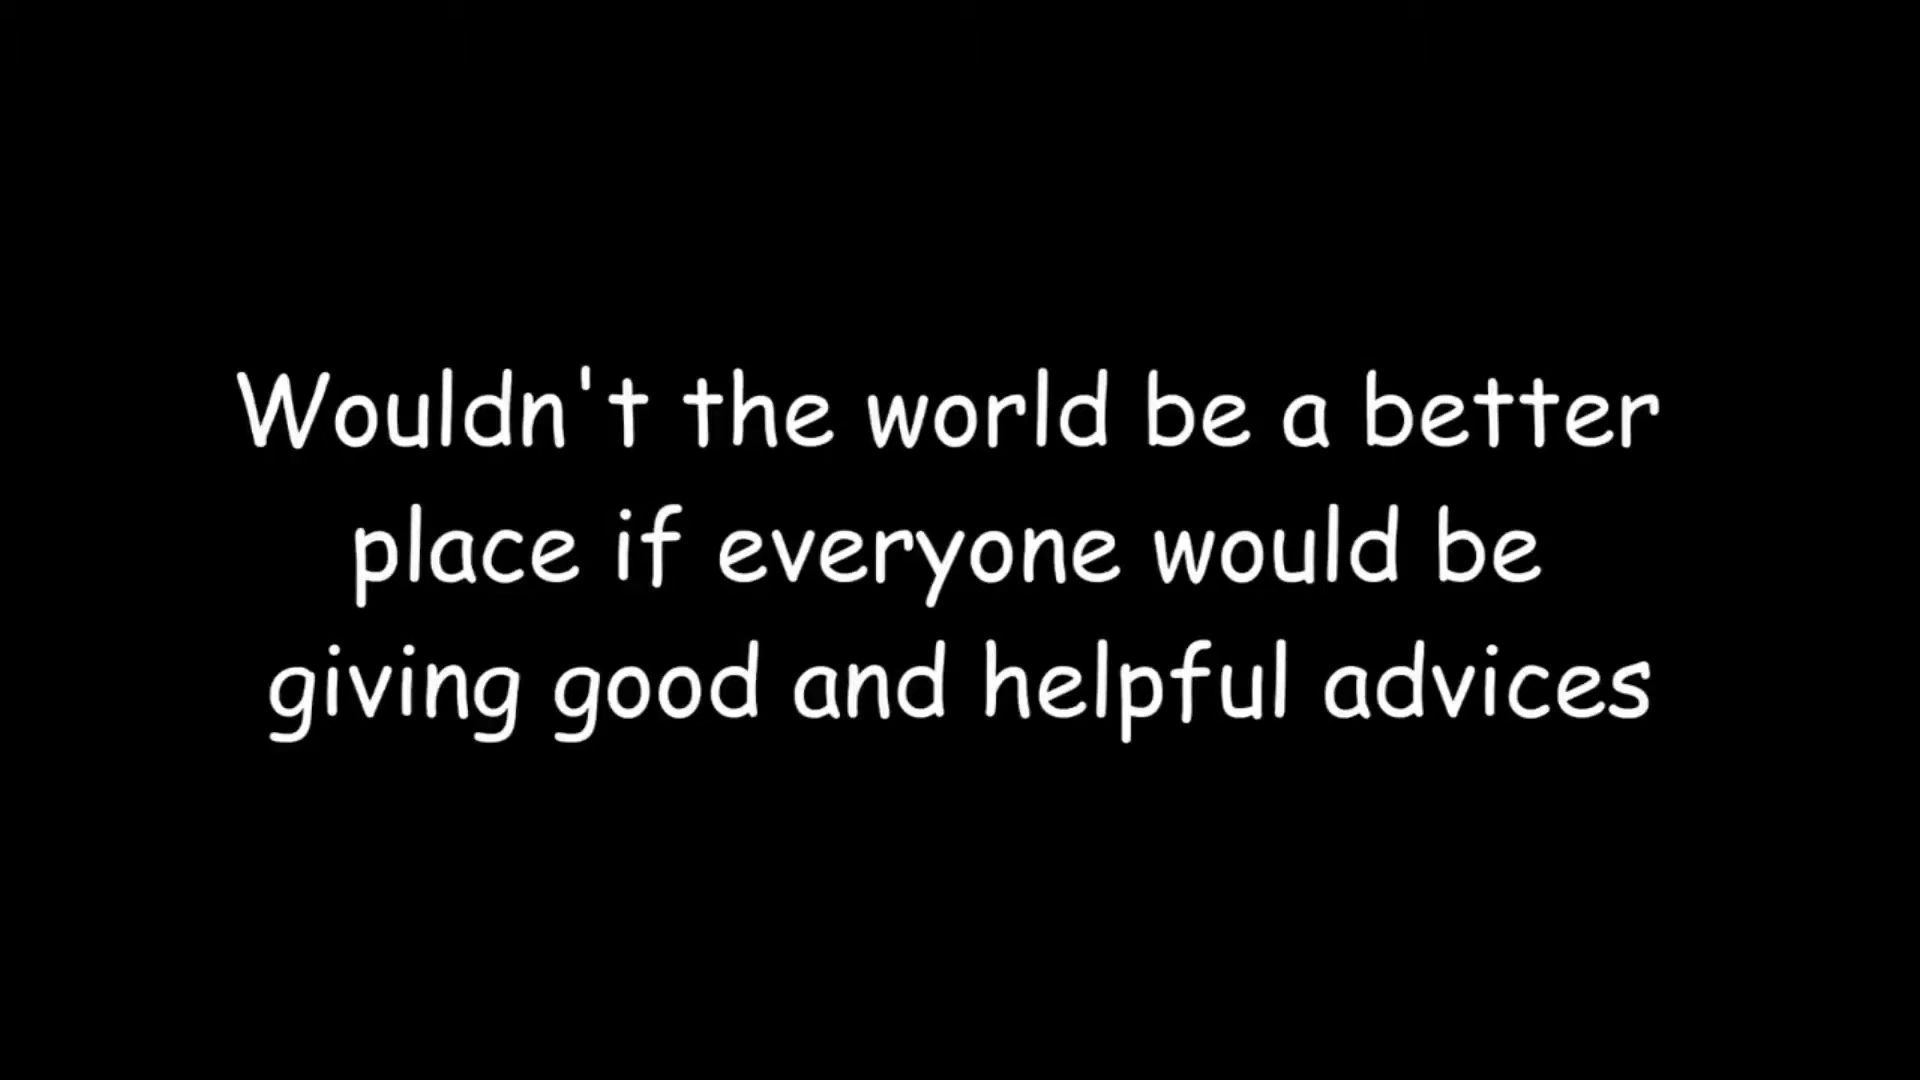 Wouldn't the world be a better
place if everyone would be
giving good and helpful advices